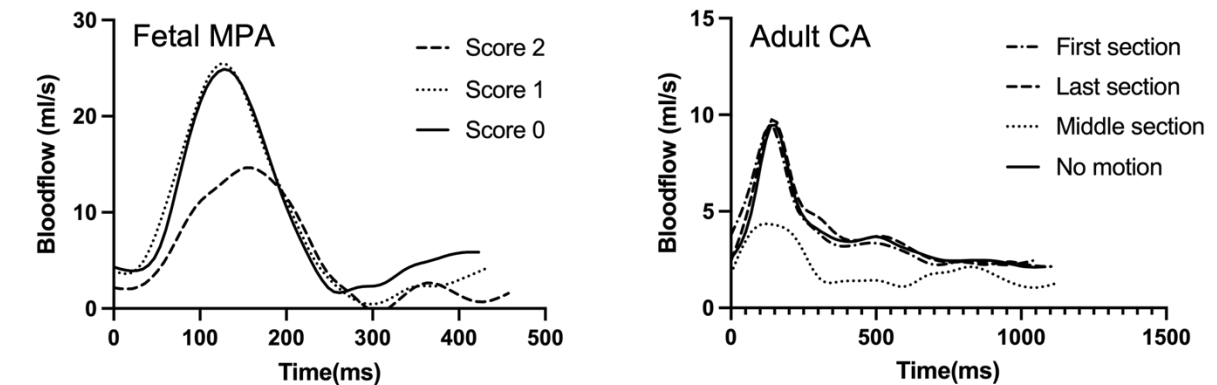 Fetal MPA
Score 2
Score 1
Score 0
30
20
10
0
Bloodflow (ml/s)
0 100 200 300 400 500
Time(ms)
Adult CA
First section
Last section
Middle section
No motion
15
10
5
0
Bloodflow (ml/s)
0 500 1000 1500
Time(ms)